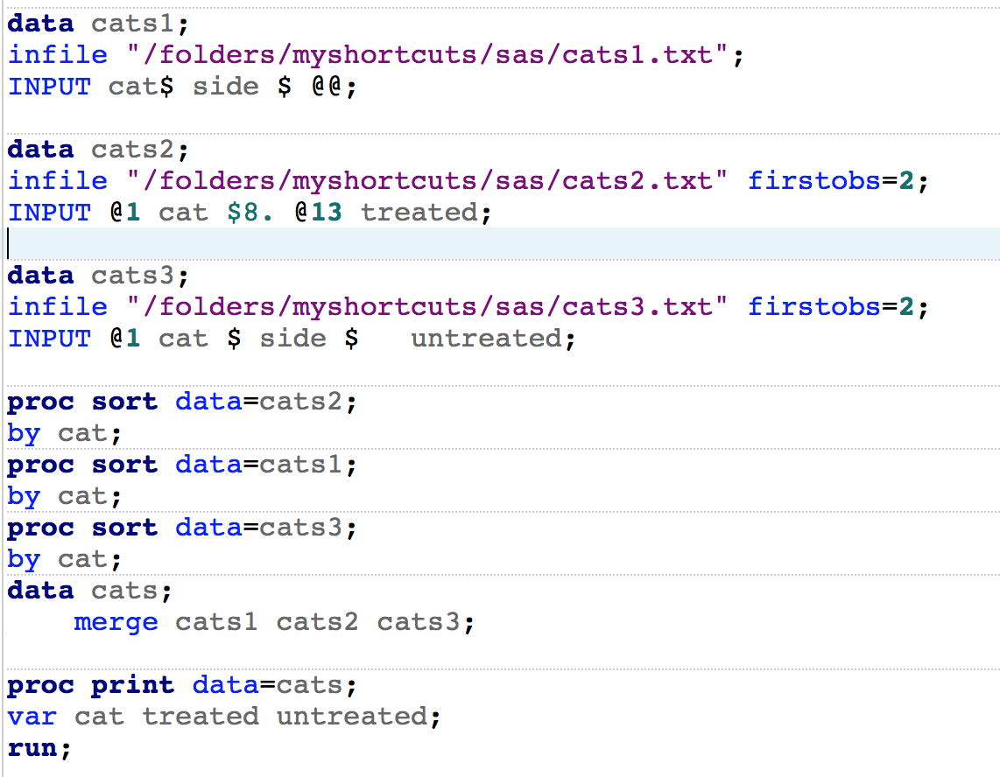 data cats1;
infile "/folders/myshortcuts/sas/cats1.txt";
INPUT cat$ side $ @@;
data cats2;
infile "/folders/myshortcuts/sas/cats2.txt" firstobs=2;
INPUT @1 cat $8. @13 treated;
data cats3;
infile "/folders/myshortcuts/sas/cats3.txt" firstobs=2;
INPUT @1 cat $ side $   untreated;
proc sort data=cats2;
by cat;
proc sort data=cats1;
by cat;
proc sort data=cats3;
by cat;
data cats;
    merge cats1 cats2 cats3;
proc print data=cats;
var cat treated untreated;
run;